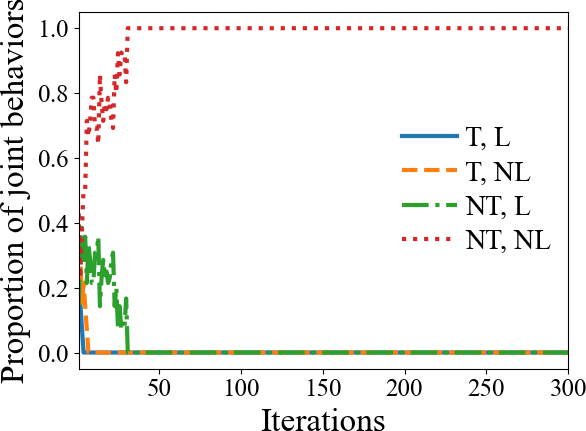 Proportion of joint behaviors
1.0
0.8
0.6
0.4
0.2
0.0
T, L
T, NL
NT, L
NT, NL
50 100 150 200 250 300
Iterations